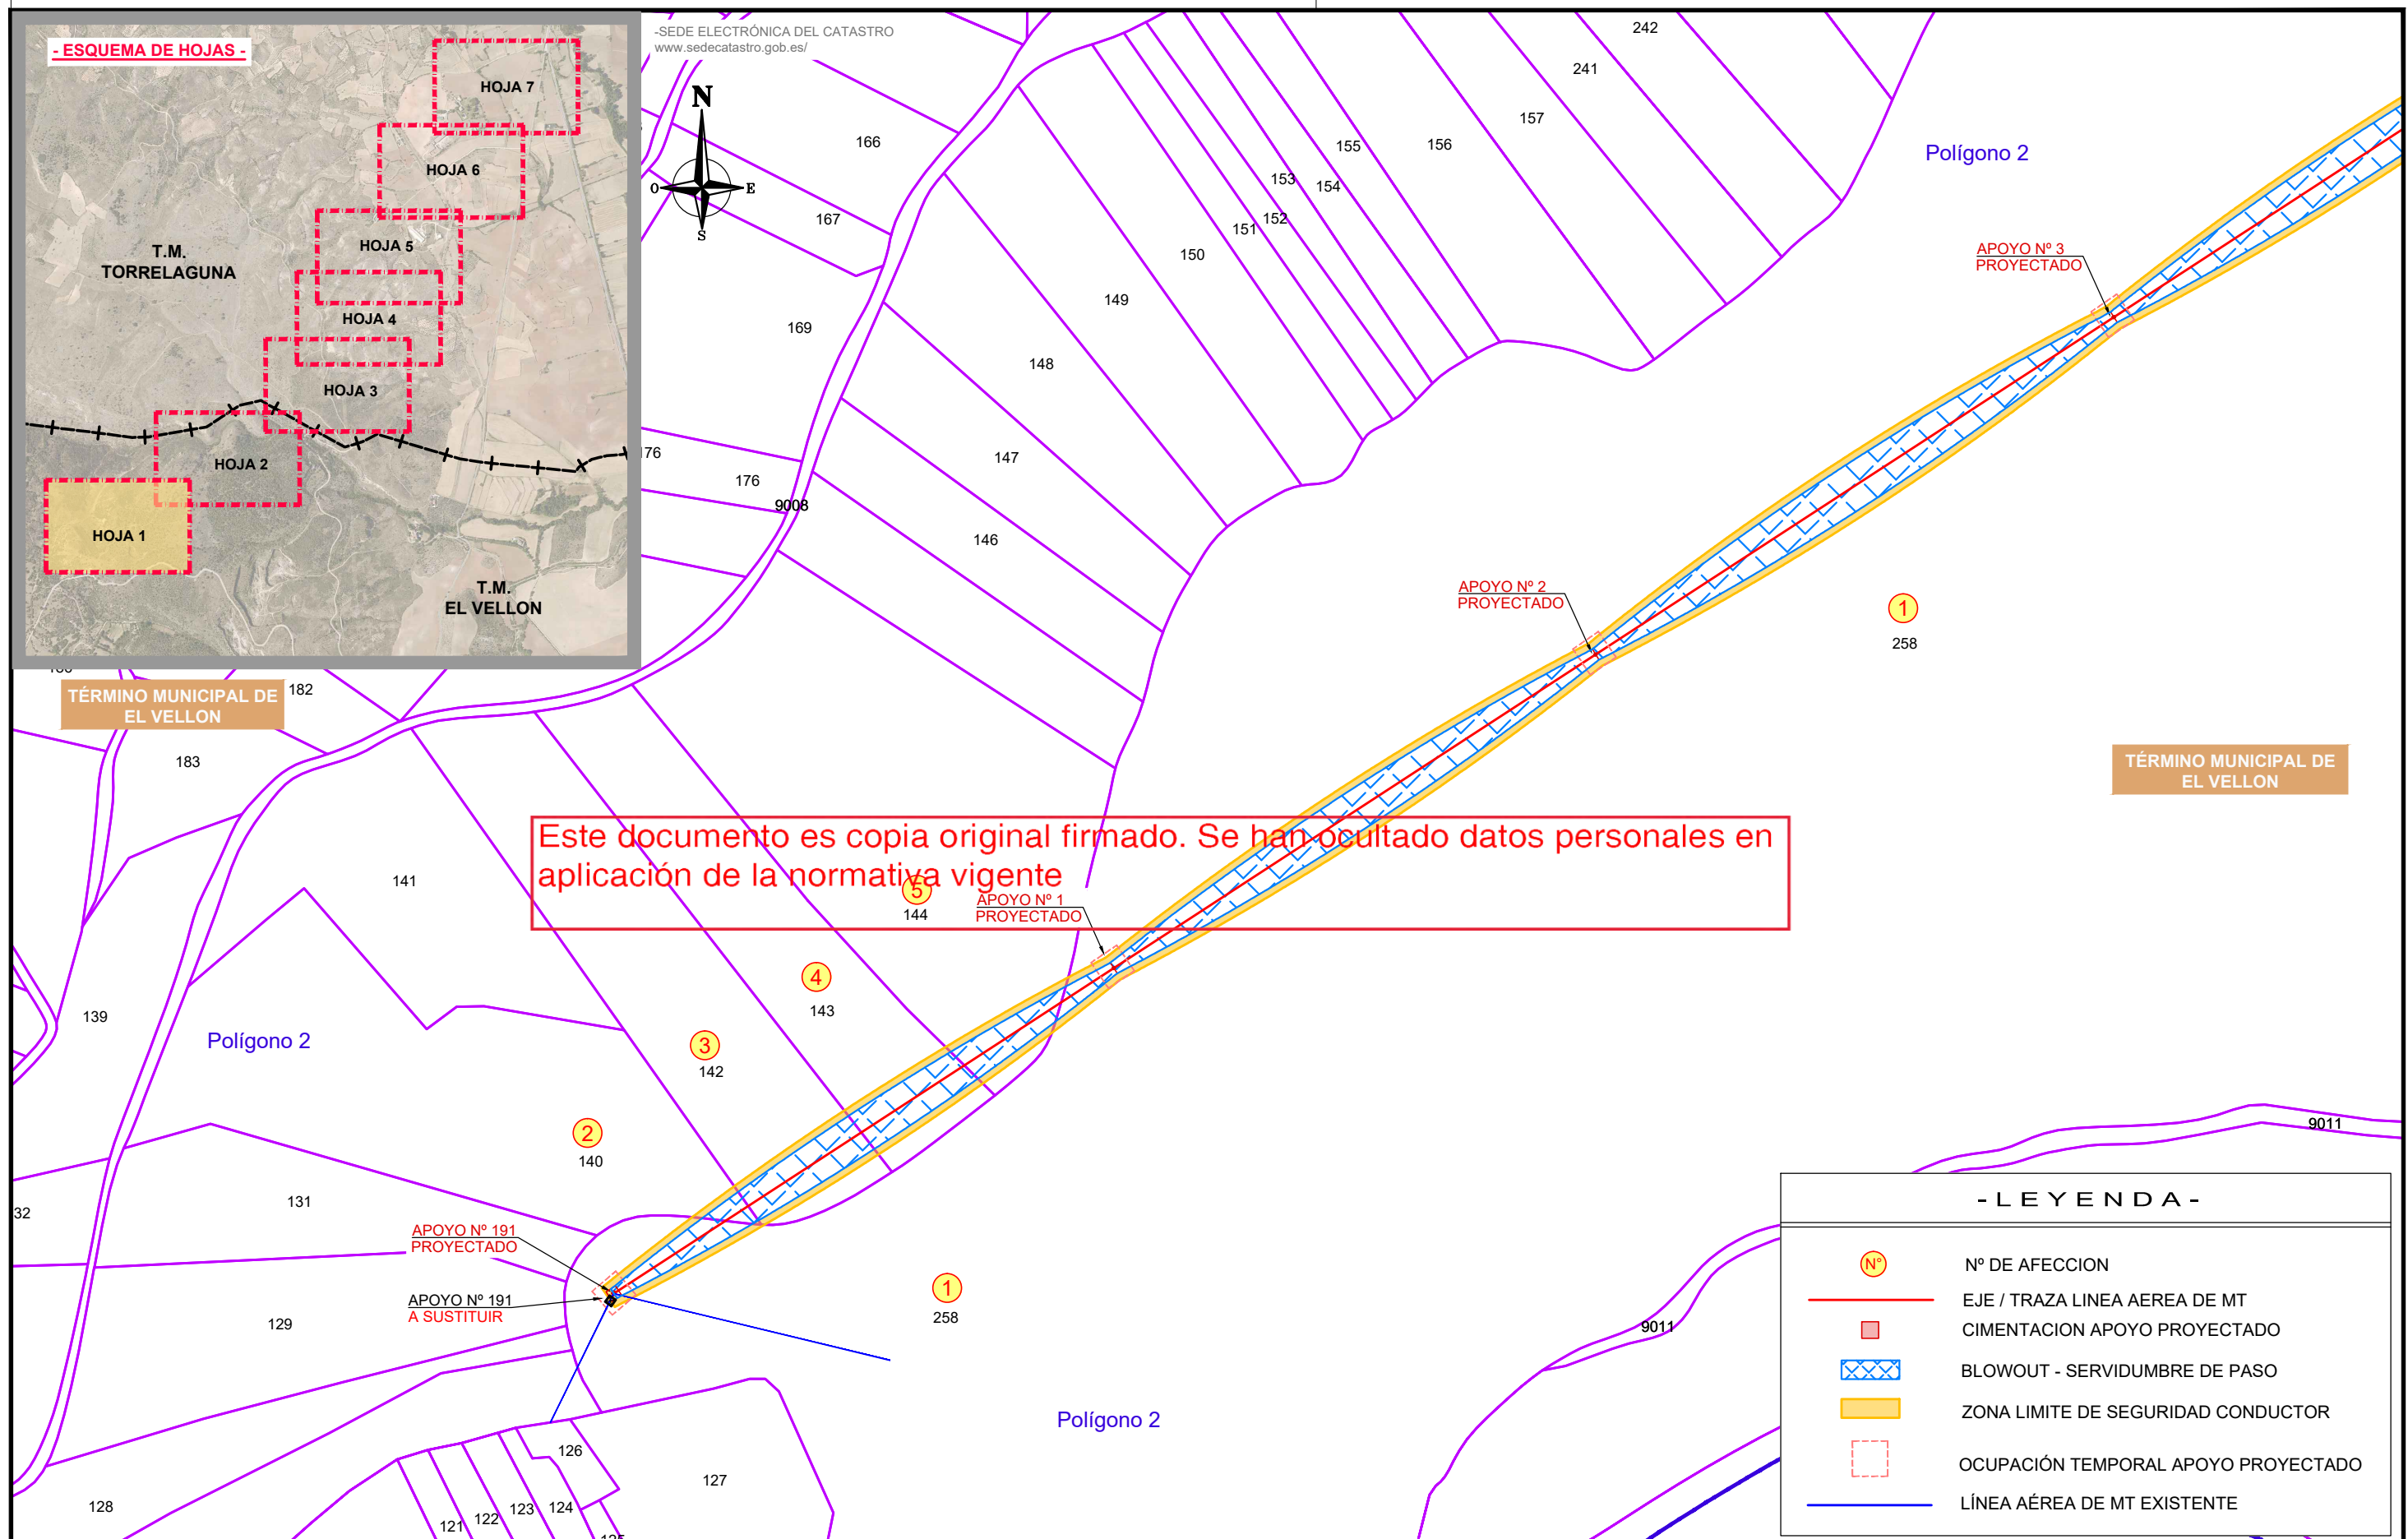 - ESQUEMA DE HOJAS -
HOJA 7
HOJA 6
HOJA 5
HOJA 4
HOJA 3
HOJA 2
HOJA 1
T.M.
TORRELAGUNA
T.M.
EL VELLON
-SEDE ELECTRÓNICA DEL CATASTRO
www.sedecatastro.gob.es/
N
O
E
S
166
167
169
176
176
9008
242
241
157
156
155
154
153
152
151
150
149
148
147
146
Polígono 2
APOYO Nº 3
PROYECTADO
APOYO Nº 2
PROYECTADO
1
258
TÉRMINO MUNICIPAL DE
EL VELLON
182
183
TÉRMINO MUNICIPAL DE
EL VELLON
Este documento es copia original firmado. Se han ocultado datos personales en
aplicación de la normativa vigente
141
5
144
APOYO Nº 1
PROYECTADO
4
143
3
142
2
140
139
Polígono 2
131
32
APOYO Nº 191
PROYECTADO
APOYO Nº 191
A SUSTITUIR
129
1
258
Polígono 2
126
127
128
121
122
123
124
9011
9011
-LEYENDA-
Nº
Nº DE AFECCION
EJE / TRAZA LINEA AEREA DE MT
CIMENTACION APOYO PROYECTADO
BLOWOUT - SERVIDUMBRE DE PASO
ZONA LIMITE DE SEGURIDAD CONDUCTOR
OCUPACIÓN TEMPORAL APOYO PROYECTADO
LÍNEA AÉREA DE MT EXISTENTE